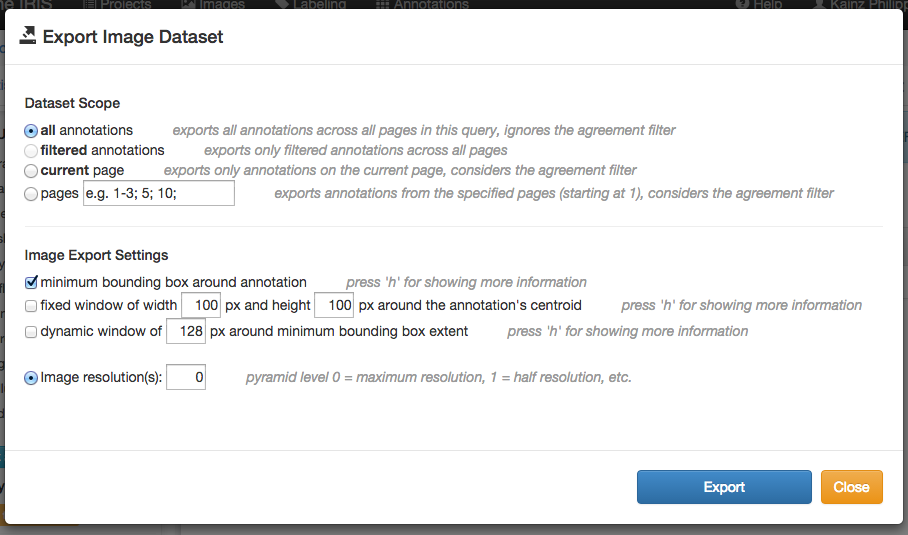 IRIS Projects Images Labeling Annotations Help Kainz Philipp
Export Image Dataset
Dataset Scope
all annotations exports all annotations across all pages in this query, ignores the agreement filter
filtered annotations exports only filtered annotations across all pages
current page exports only annotations on the current page, considers the agreement filter
pages e.g. 1-3; 5; 10; exports annotations from the specified pages (starting at 1), considers the agreement filter
Image Export Settings
minimum bounding box around annotation press 'h' for showing more information
fixed window of width 100 px and height 100 px around the annotation's centroid press 'h' for showing more information
dynamic window of 128 px around minimum bounding box extent press 'h' for showing more information
Image resolution(s): 0 pyramid level 0 = maximum resolution, 1 = half resolution, etc.
Export Close